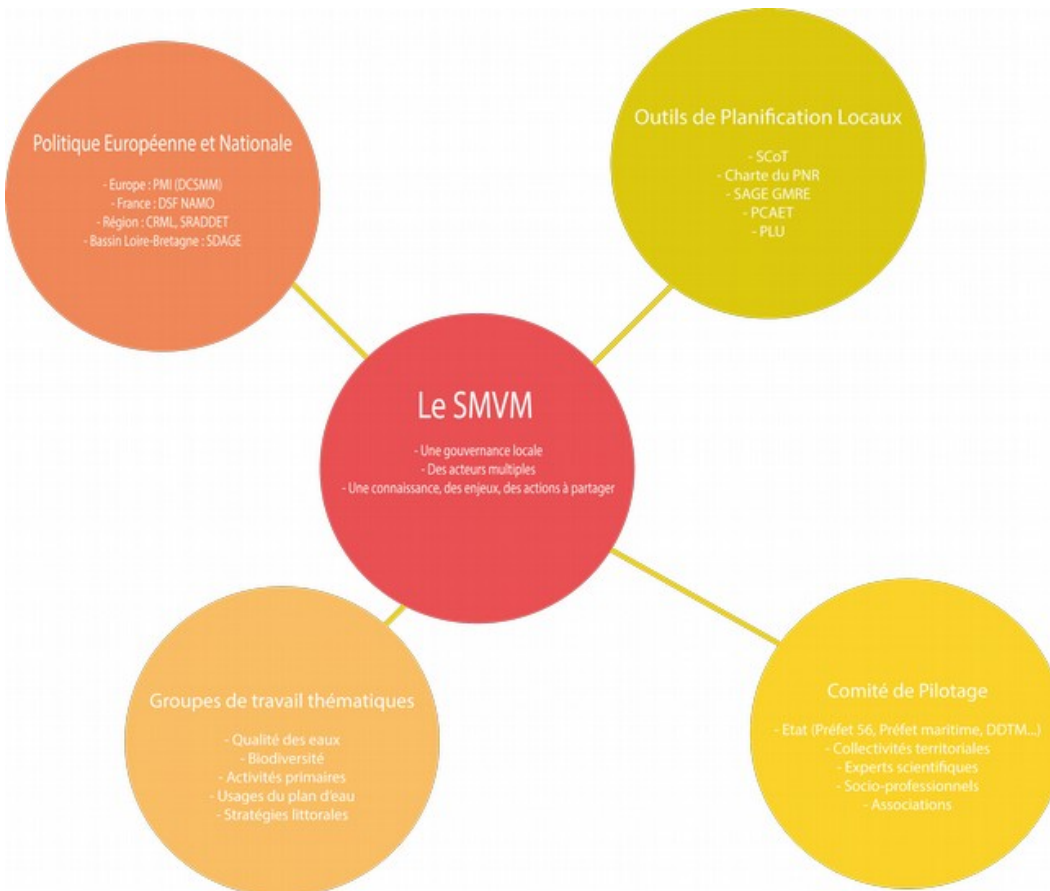 Politique Européenne et Nationale
- Europe : PMI (DCSMM)
- France : DSF NAMO
- Région : CRML, SRADDET
- Bassin Loire-Bretagne : SDAGE
Outils de Planification Locaux
- SCoT
- Charte du PNR
- SAGE GMRE
- PCAET
- PLU
Le SMVM
- Une gouvernance locale
- Des acteurs multiples
- Une connaissance, des enjeux, des actions à partager
Groupes de travail thématiques
- Qualité des eaux
- Biodiversité
- Activités primaires
- Usages du plan d'eau
- Stratégies littorales
Comité de Pilotage
- Etat (Préfet 56, Préfet maritime, DDTM...)
- Collectivités territoriales
- Experts scientifiques
- Socio-professionnels
- Associations